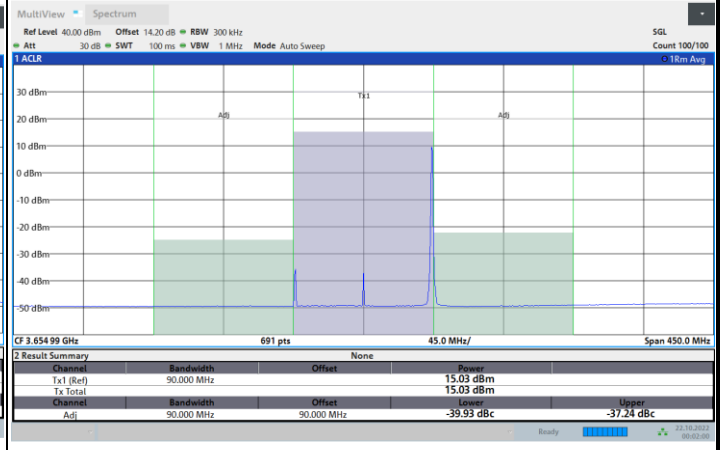 MultiView Spectrum
Ref Level 40.00 dBm Offset 14.20 dB RBW 300 kHz SGL
Att 30 dB SWT 100 ms VBW 1 MHz Mode Auto Sweep Count 100/100
1 ACLR 1Rm Avg
30 dBm
Tx1
20 dBm
Adj Adj
10 dBm
0 dBm
-10 dBm
-20 dBm
-30 dBm
-40 dBm
-50 dBm
CF 3.654 99 GHz 691 pts 45.0 MHz/ Span 450.0 MHz
2 Result Summary None
Channel Bandwidth Offset Power
Tx1 (Ref) 90.000 MHz 15.03 dBm
Tx Total 15.03 dBm
Channel Bandwidth Offset Lower Upper
Adj 90.000 MHz 90.000 MHz -39.93 dBc -37.24 dBc
Ready 22.10.2022
00:02:00